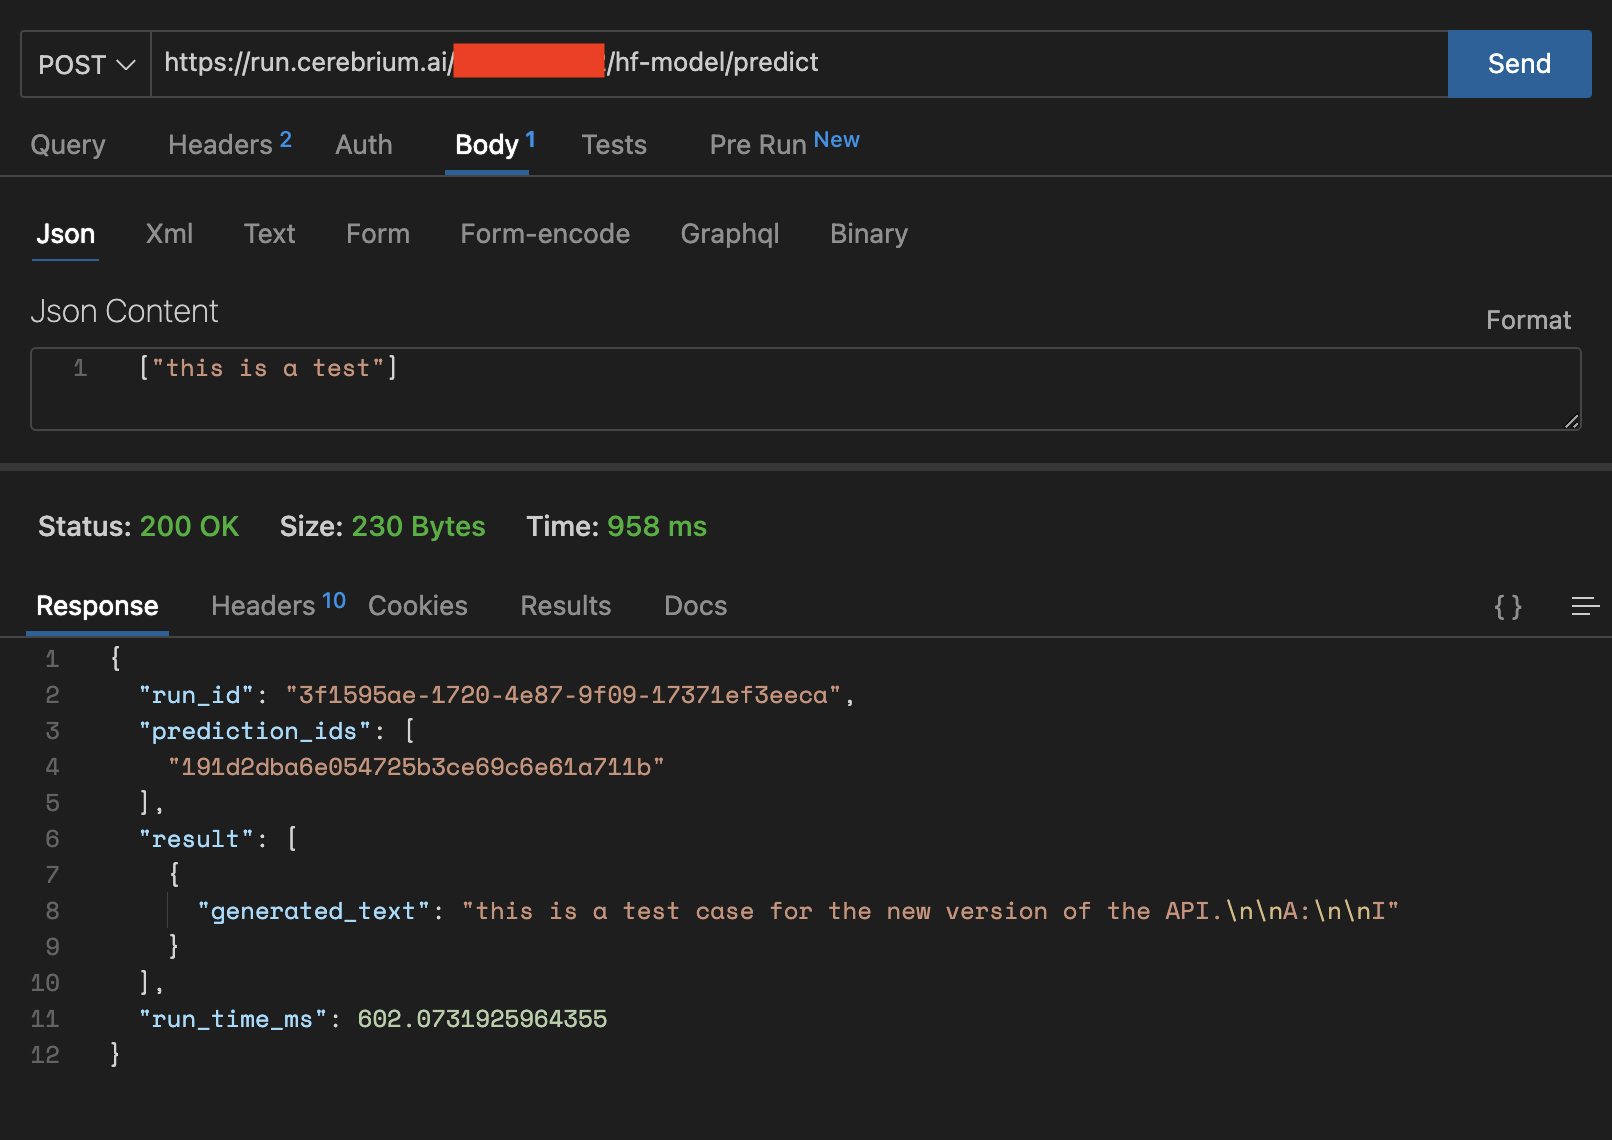 POST https://run.cerebrium.ai/ /hf-model/predict Send
Query Headers 2 Auth Body 1 Tests Pre Run New
Json Xml Text Form Form-encode Graphql Binary
Json Content
Format
1 ["this is a test"]
Status: 200 OK Size: 230 Bytes Time: 958 ms
Response Headers 10 Cookies Results Docs {}
1 {
2 "run_id": "3f1595ae-1720-4e87-9f09-17371ef3eeca",
3 "prediction_ids": [
4 "191d2dba6e054725b3ce69c6e61a711b"
5 ],
6 "result": [
7 {
8 "generated_text": "this is a test case for the new version of the API.\n\nA:\n\nI"
9 }
10 ],
11 "run_time_ms": 602.0731925964355
12 }